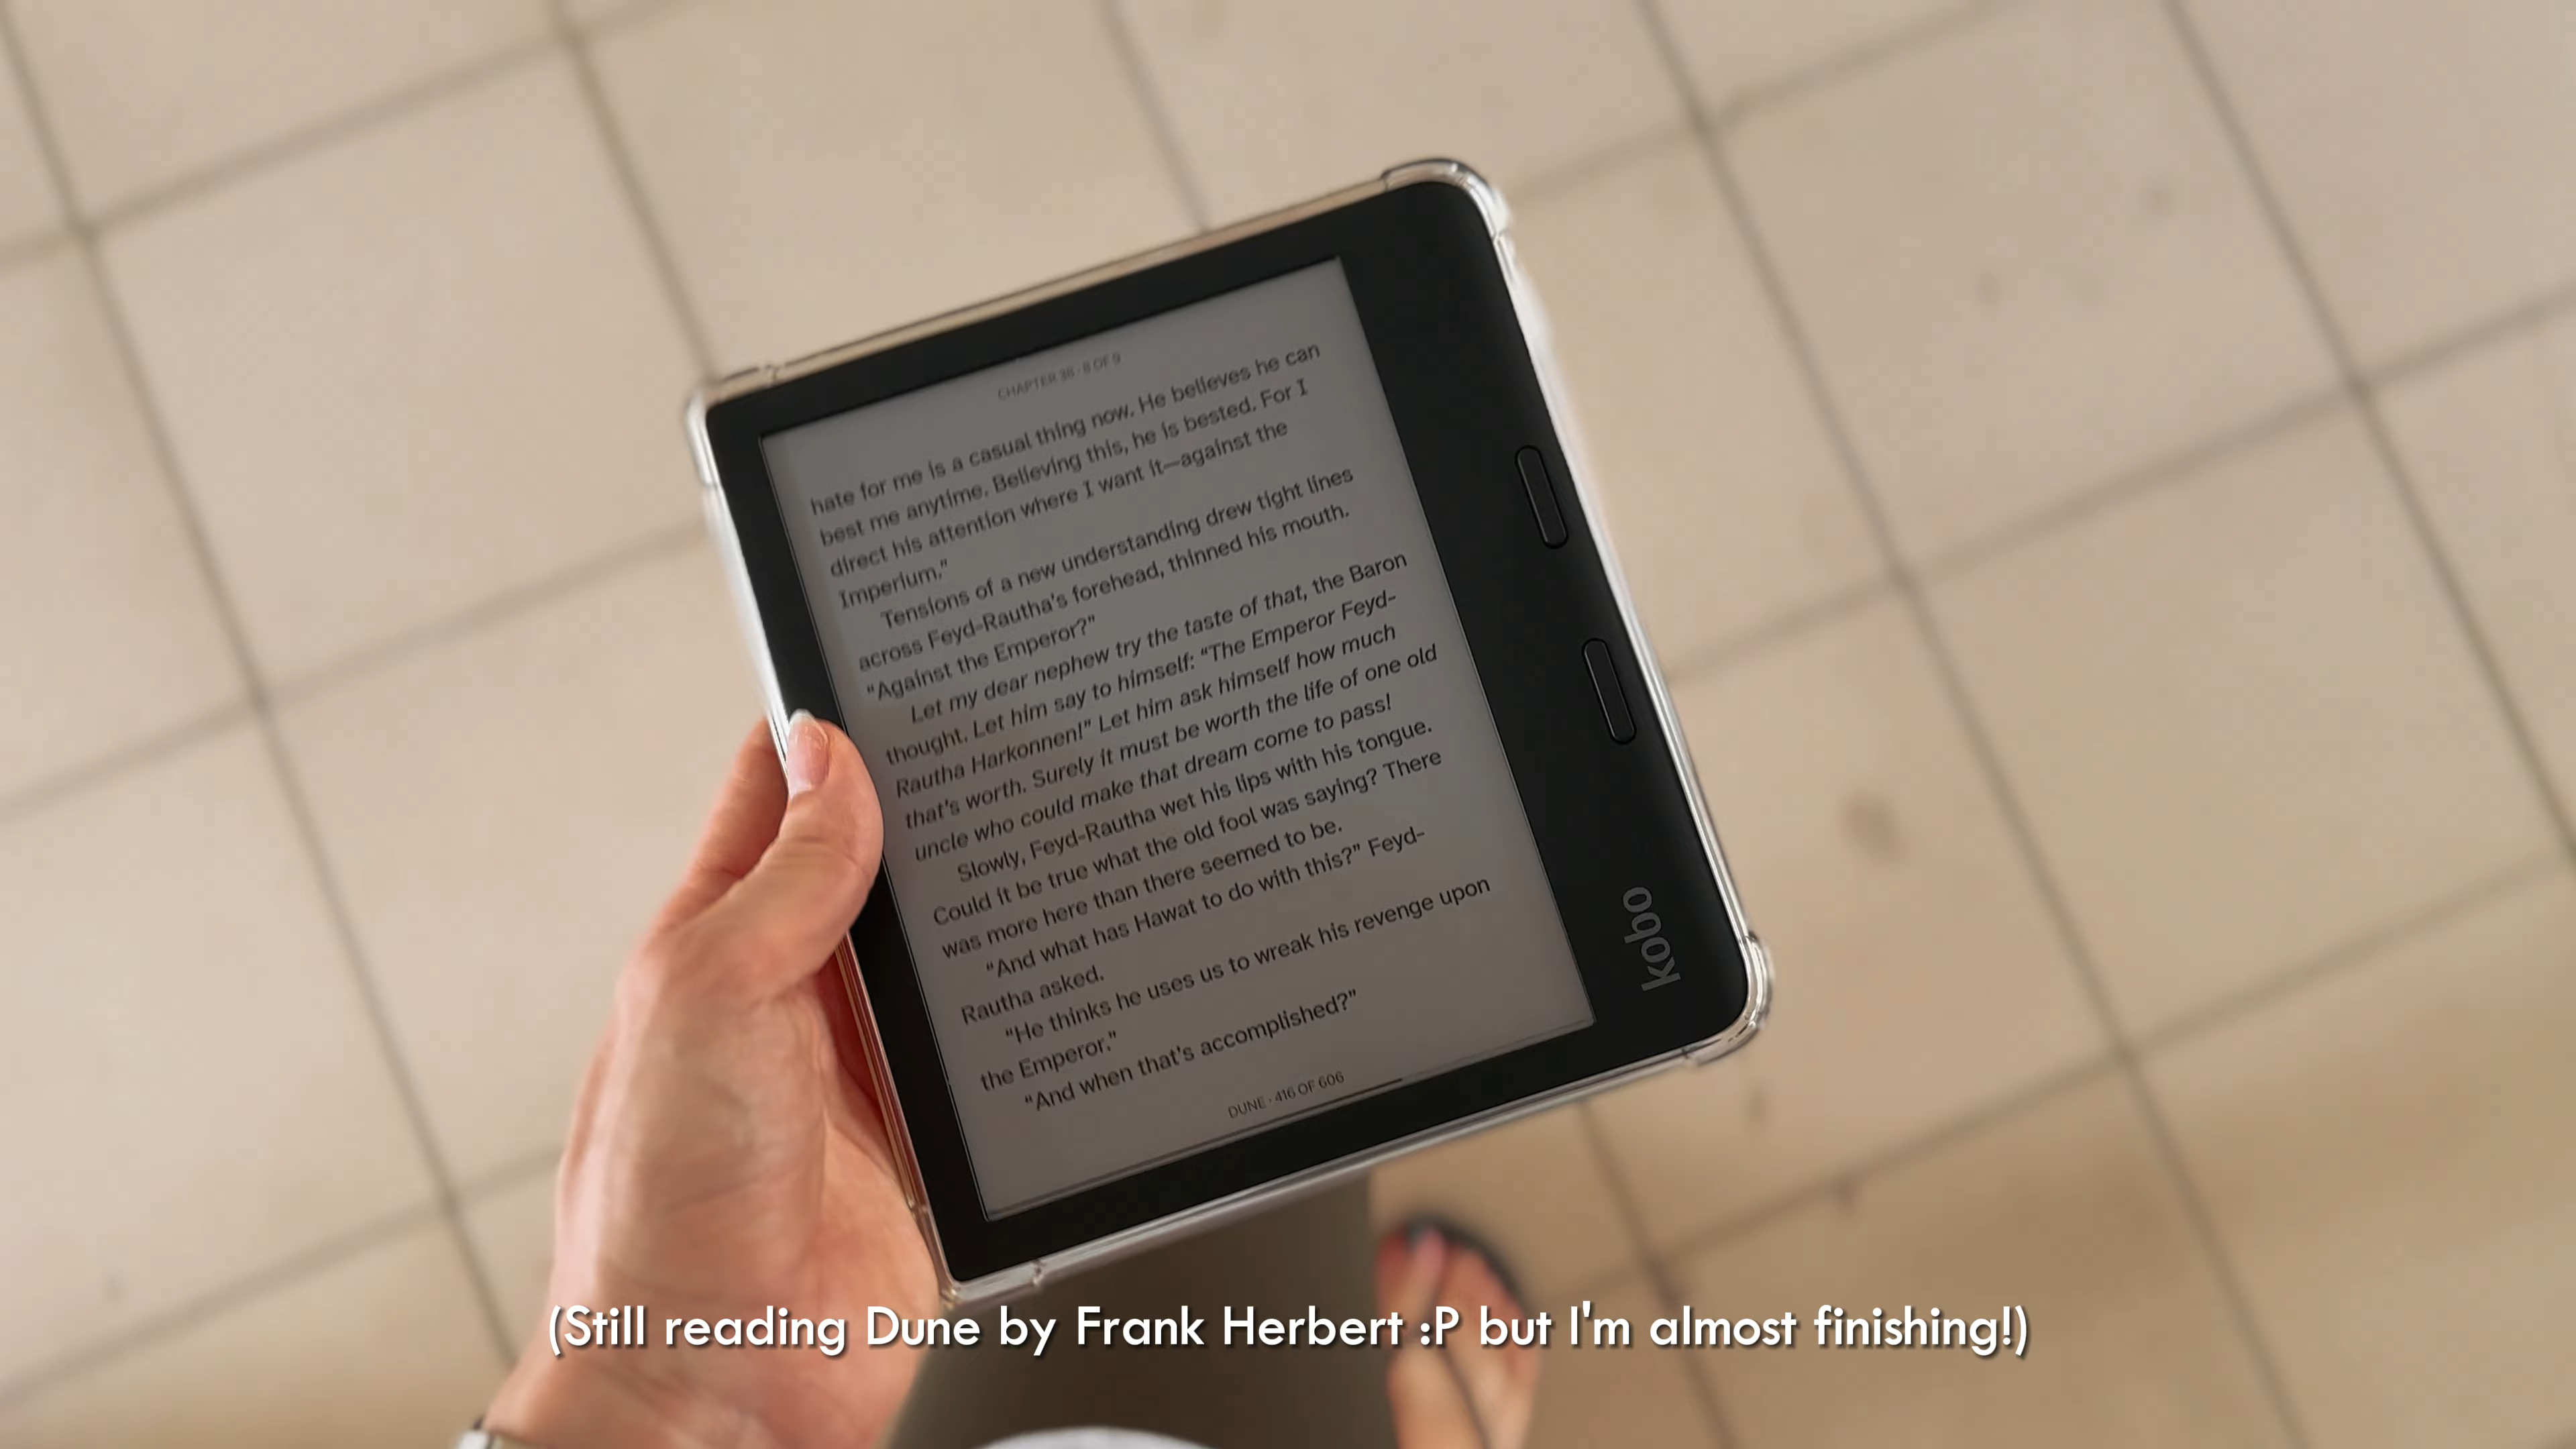 CHAPTER 38 · 8 OF 9
hate for me is a casual thing now. He believes he can
best me anytime. Believing this, he is bested. For I
direct his attention where I want it—against the
Imperium.”
Tensions of a new understanding drew tight lines
across Feyd-Rautha's forehead, thinned his mouth.
“Against the Emperor?”
Let my dear nephew try the taste of that, the Baron
thought. Let him say to himself: “The Emperor Feyd-
Rautha Harkonnen!” Let him ask himself how much
that's worth. Surely it must be worth the life of one old
uncle who could make that dream come to pass!
Slowly, Feyd-Rautha wet his lips with his tongue.
Could it be true what the old fool was saying? There
was more here than there seemed to be.
“And what has Hawat to do with this?” Feyd-
Rautha asked.
“He thinks he uses us to wreak his revenge upon
the Emperor.”
“And when that's accomplished?”
DUNE · 416 OF 606
kobo
(Still reading Dune by Frank Herbert :P but I'm almost finishing!)